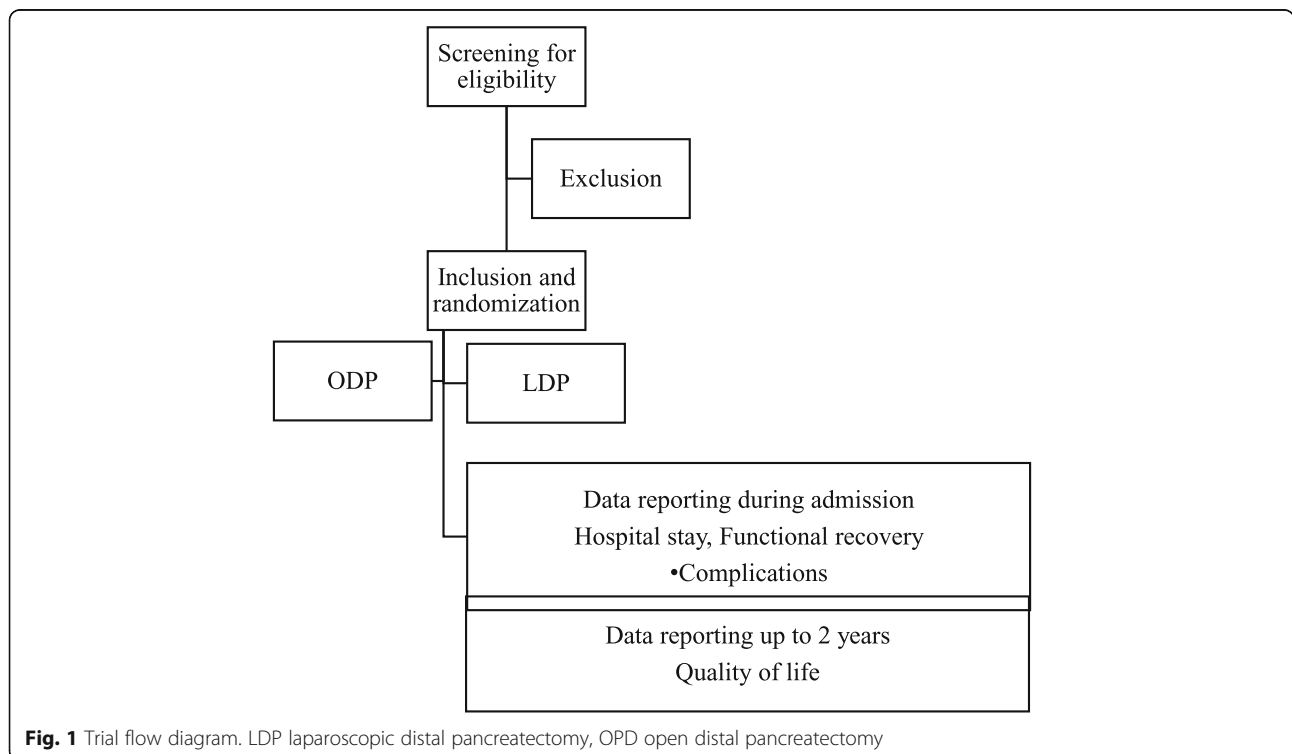 Screening for
eligibility
Exclusion
Inclusion and
randomization
ODP
LDP
Data reporting during admission
Hospital stay, Functional recovery
•Complications
Data reporting up to 2 years
Quality of life
Fig. 1 Trial flow diagram. LDP laparoscopic distal pancreatectomy, OPD open distal pancreatectomy